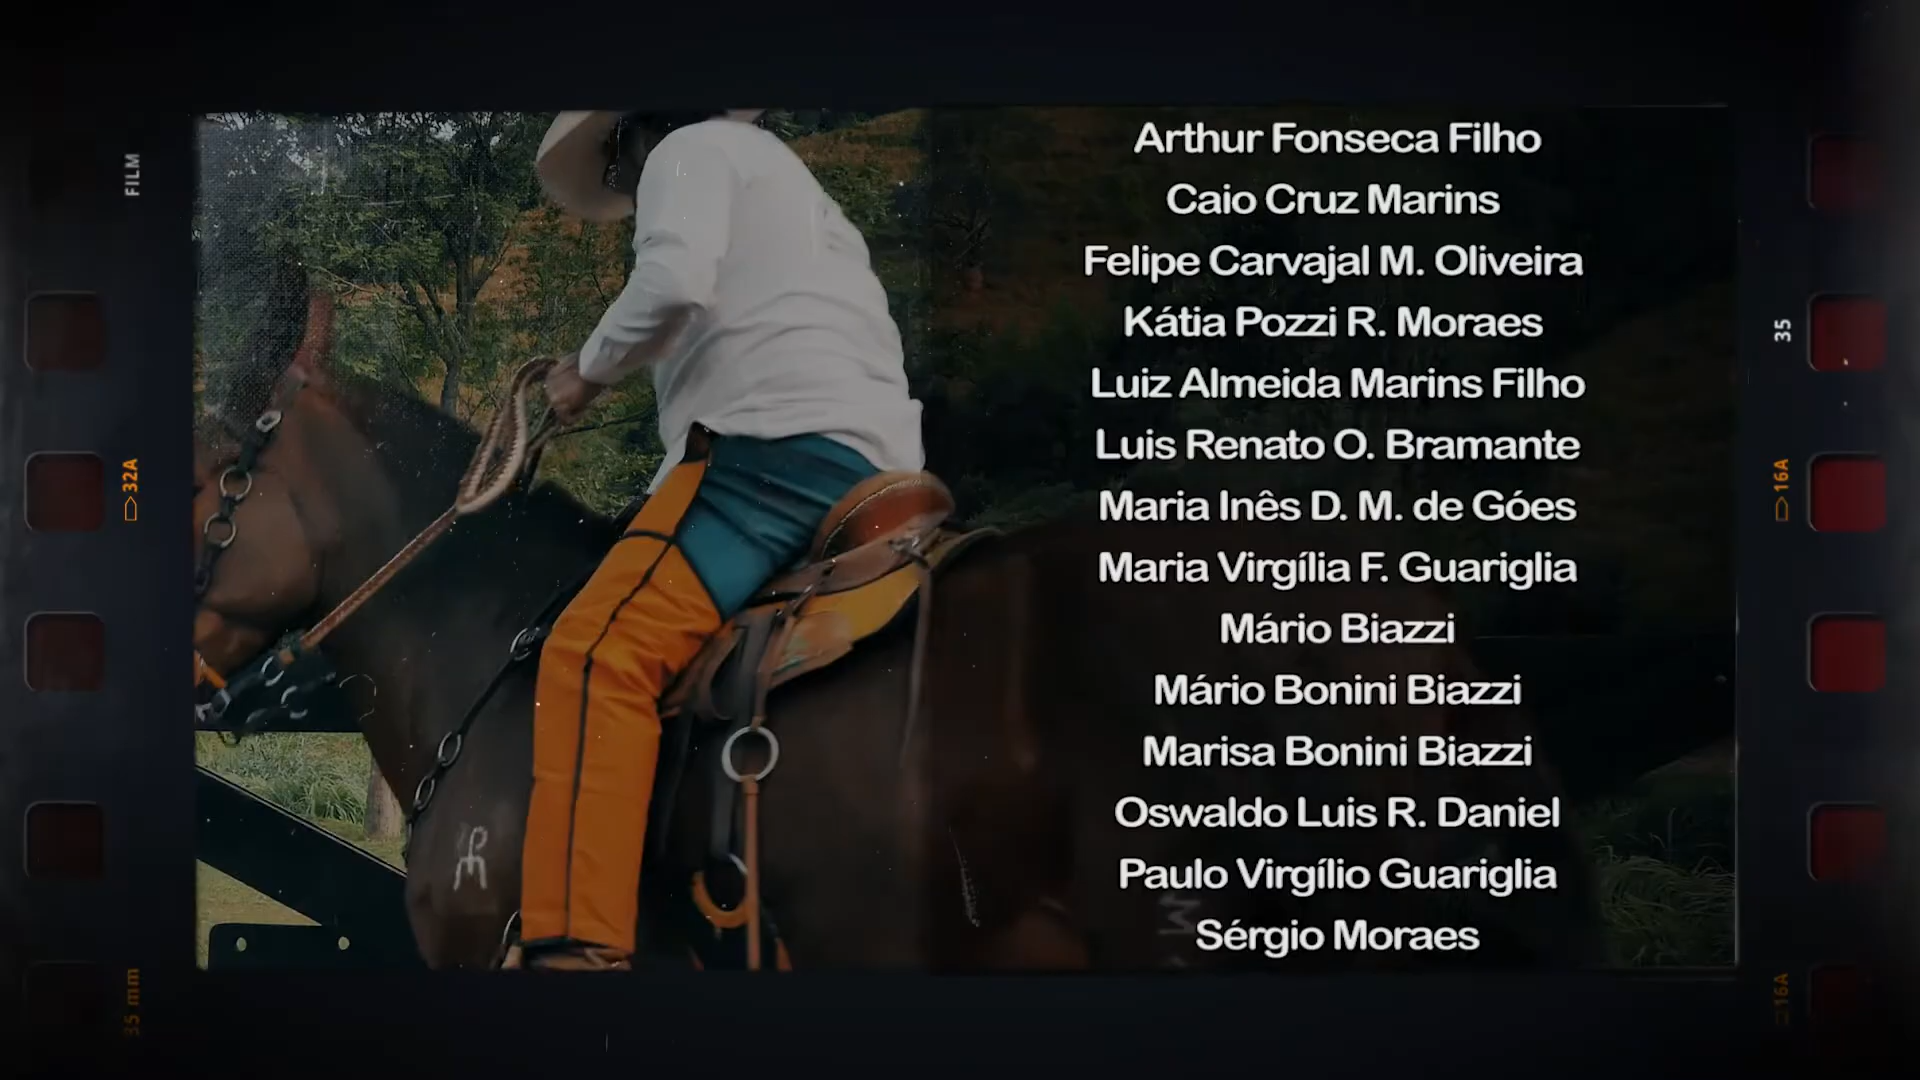 FILM
32A
35 mm
Arthur Fonseca Filho
Caio Cruz Marins
Felipe Carvajal M. Oliveira
Kátia Pozzi R. Moraes
Luiz Almeida Marins Filho
Luis Renato O. Bramante
Maria Inês D. M. de Góes
Maria Virgília F. Guariglia
Mário Biazzi
Mário Bonini Biazzi
Marisa Bonini Biazzi
Oswaldo Luis R. Daniel
Paulo Virgílio Guariglia
Sérgio Moraes
35
16A
16A